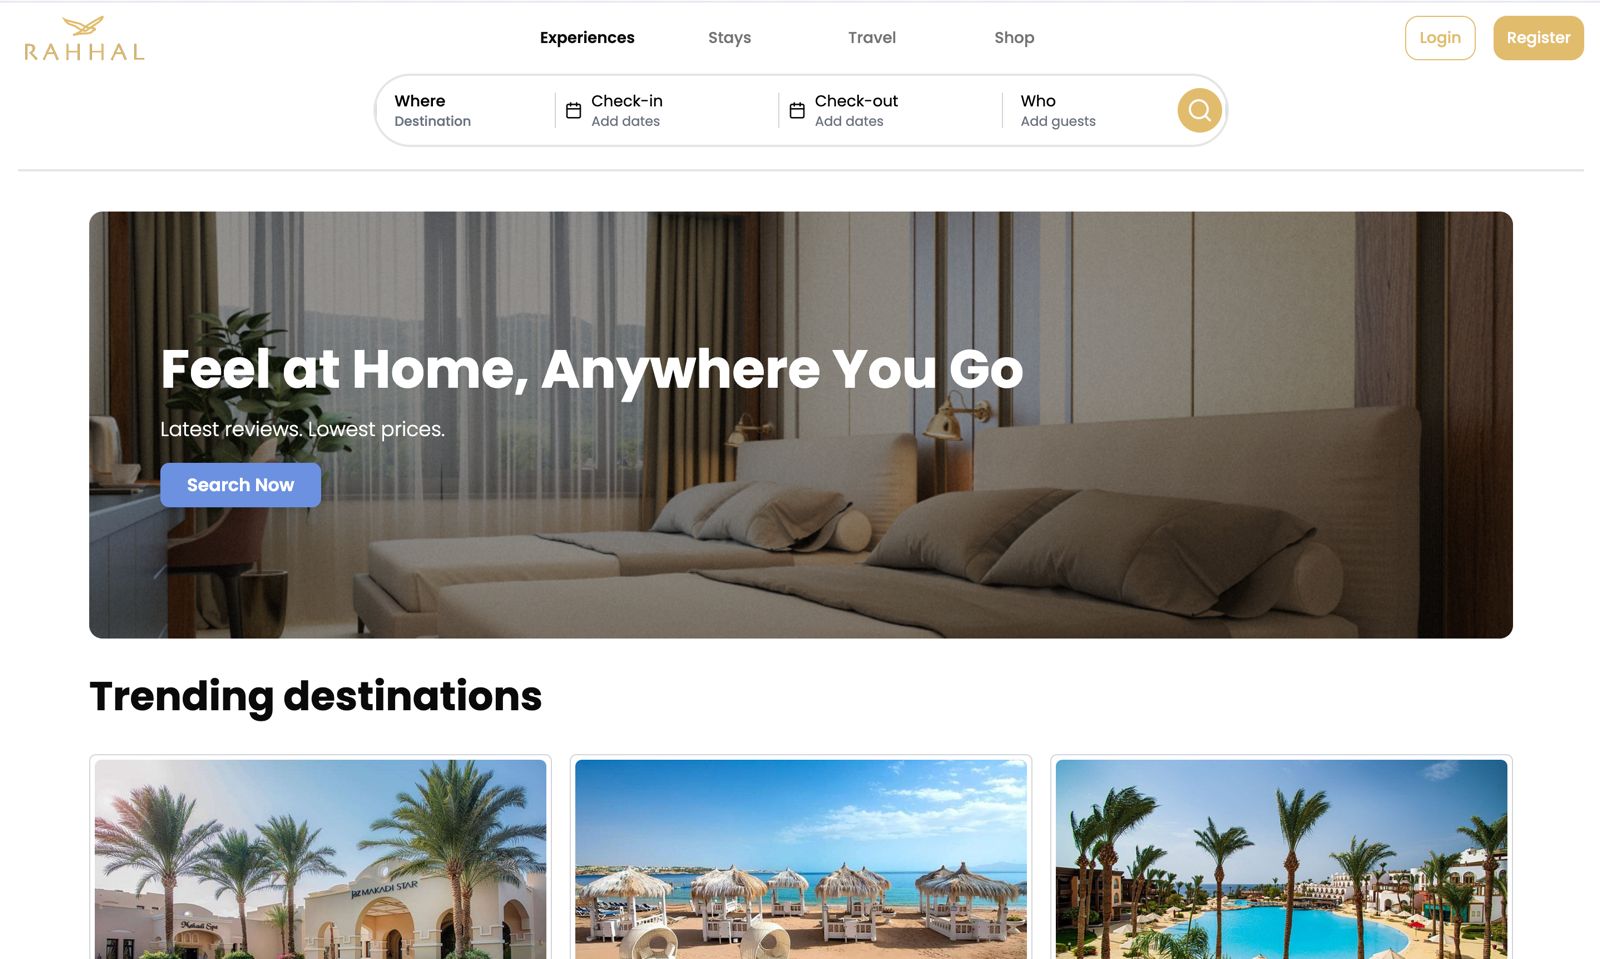 RAHHAL
Experiences
Stays
Travel
Shop
Login
Register
Where
Destination
Check-in
Add dates
Check-out
Add dates
Who
Add guests
Feel at Home, Anywhere You Go
Latest reviews. Lowest prices.
Search Now
Trending destinations
JAZ MAKADI STAR
Makadi Spa